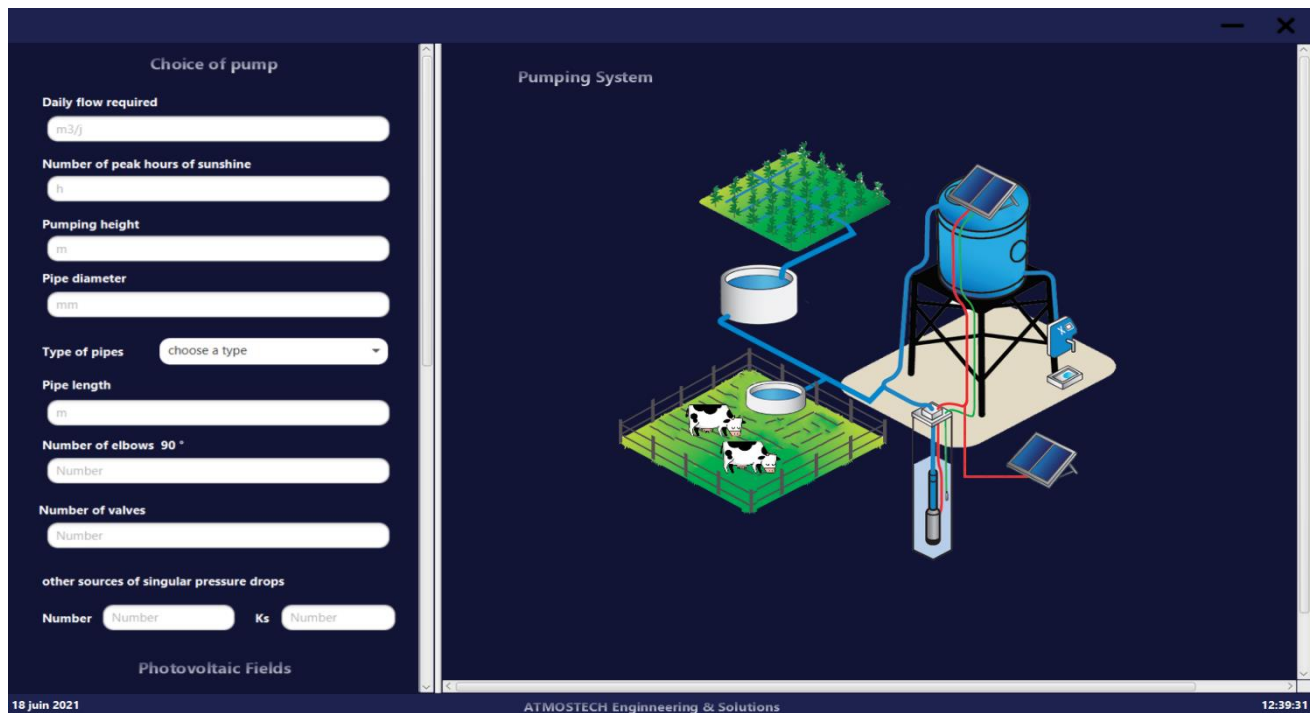 Choice of pump
Daily flow required
m3/j
Number of peak hours of sunshine
h
Pumping height
m
Pipe diameter
mm
Type of pipes choose a type
Pipe length
m
Number of elbows 90 °
Number
Number of valves
Number
other sources of singular pressure drops
Number Number Ks Number
Photovoltaic Fields
Pumping System
18 juin 2021 ATMOSTECH Enginneering & Solutions 12:39:31